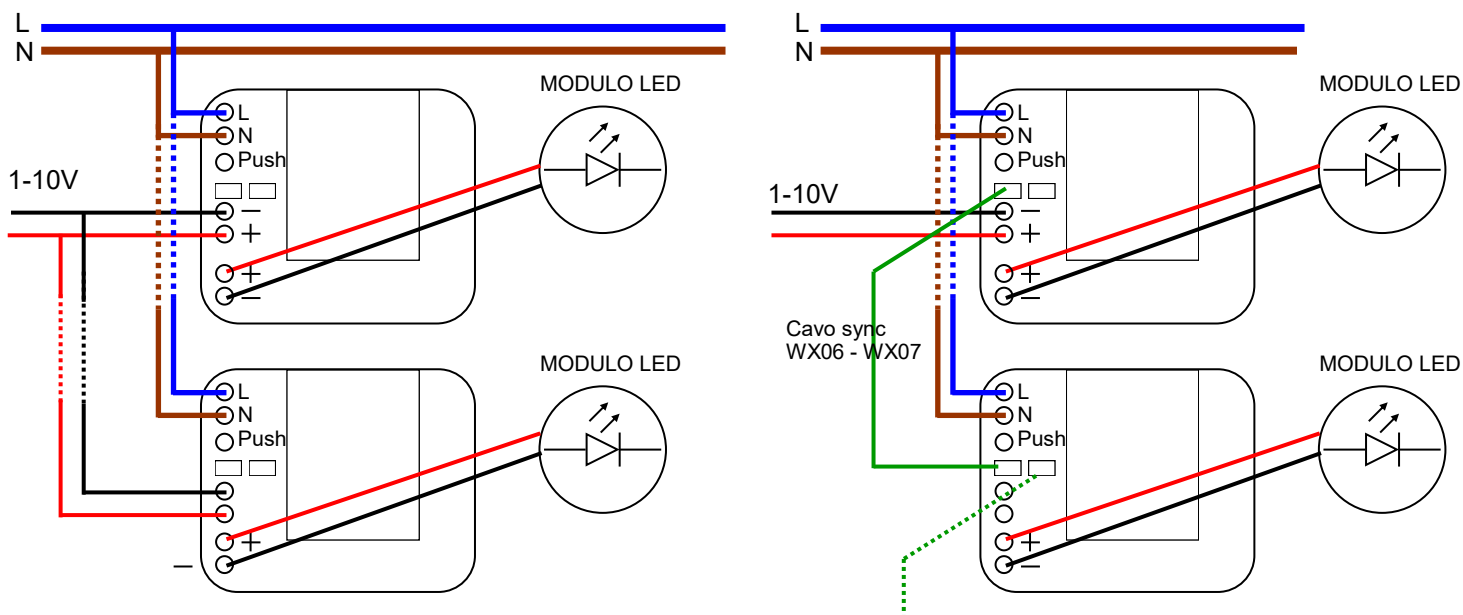 L
N
MODULO LED
L
N
Push
1-10V
−
+
+
−
MODULO LED
L
N
Push
+
−
L
N
MODULO LED
L
N
Push
1-10V
−
+
+
−
Cavo sync
WX06 - WX07
MODULO LED
L
N
Push
+
−